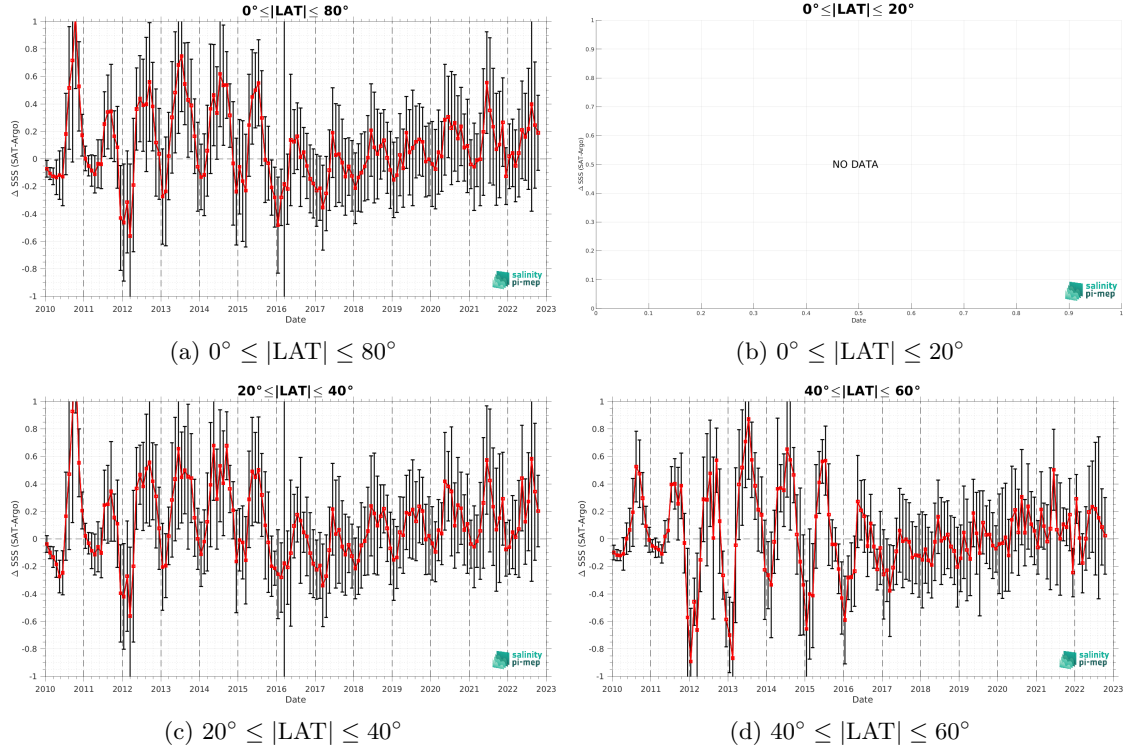 0°≤|LAT|≤ 80°
Δ SSS (SAT-Argo)
1
0.8
0.6
0.4
0.2
0
-0.2
-0.4
-0.6
-0.8
-1
2010 2011 2012 2013 2014 2015 2016 2017 2018 2019 2020 2021 2022 2023
Date
salinity
pi-mep
(a) 0° ≤ |LAT| ≤ 80°
0°≤|LAT|≤ 20°
Δ SSS (SAT-Argo)
1
0.9
0.8
0.7
0.6
0.5
0.4
0.3
0.2
0.1
0
NO DATA
0 0.1 0.2 0.3 0.4 0.5 0.6 0.7 0.8 0.9 1
Date
salinity
pi-mep
(b) 0° ≤ |LAT| ≤ 20°
20°≤|LAT|≤ 40°
Δ SSS (SAT-Argo)
1
0.8
0.6
0.4
0.2
0
-0.2
-0.4
-0.6
-0.8
-1
2010 2011 2012 2013 2014 2015 2016 2017 2018 2019 2020 2021 2022 2023
Date
salinity
pi-mep
(c) 20° ≤ |LAT| ≤ 40°
40°≤|LAT|≤ 60°
Δ SSS (SAT-Argo)
1
0.8
0.6
0.4
0.2
0
-0.2
-0.4
-0.6
-0.8
-1
2010 2011 2012 2013 2014 2015 2016 2017 2018 2019 2020 2021 2022 2023
Date
salinity
pi-mep
(d) 40° ≤ |LAT| ≤ 60°